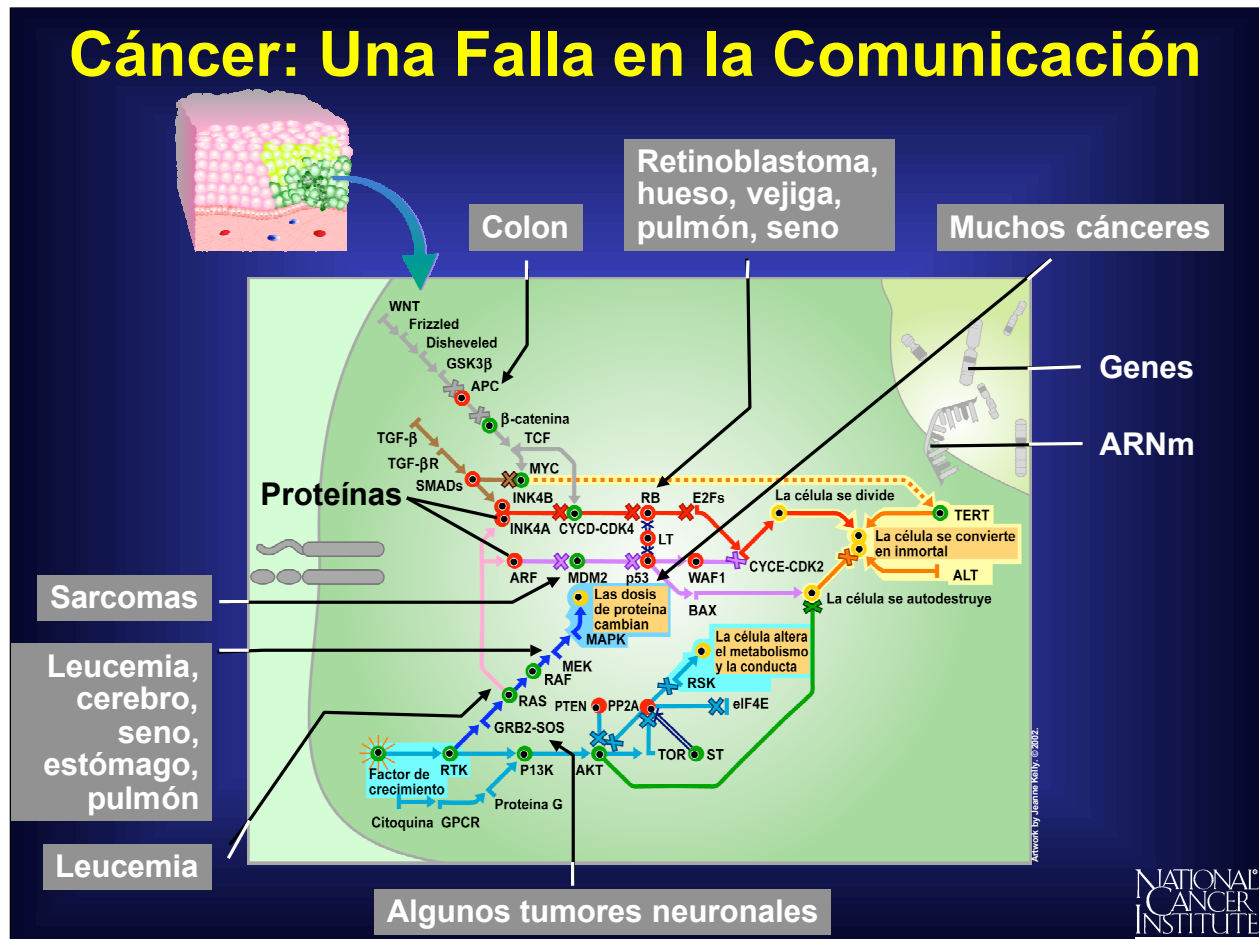 Cáncer: Una Falla en la Comunicación
Retinoblastoma,
hueso, vejiga,
pulmón, seno
Colon
Muchos cánceres
WNT
Frizzled
Disheveled
GSK3β
APC
β-catenina
TCF
TGF-β
TGF-βR
SMADs
MYC
Proteínas
INK4B
INK4A
CYCD-CDK4
RB
E2Fs
La célula se divide
Genes
ARNm
TERT
La célula se convierte
en inmortal
ALT
LT
ARF
MDM2
p53
WAF1
CYCE-CDK2
BAX
La célula se autodestruye
Las dosis
de proteína
cambian
MAPK
MEK
RAF
RAS
GRB2-SOS
La célula altera
el metabolismo
y la conducta
RSK
PTEN
PP2A
eIF4E
Factor de
crecimiento
RTK
P13K
AKT
TOR
ST
Proteina G
Citoquina
GPCR
Sarcomas
Leucemia,
cerebro,
seno,
estómago,
pulmón
Leucemia
Algunos tumores neuronales
Artwork by Jeanne Kelly. © 2002.
NATIONAL
CANCER
INSTITUTE